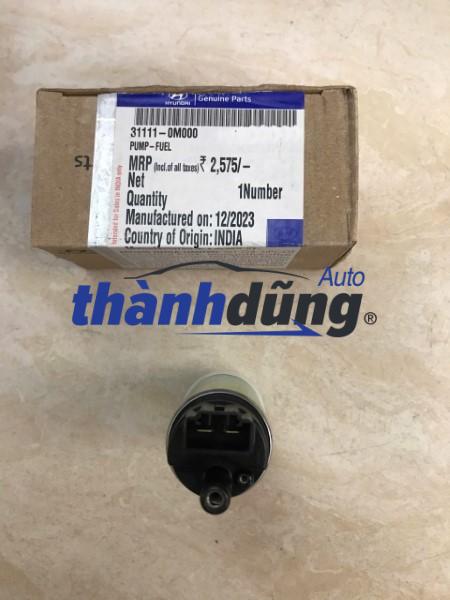 HYUNDAI
Genuine Parts
31111-0M000
PUMP-FUEL
MRP (Incl.of all taxes) ₹ 2,575/-
Net
Quantity 1Number
Manufactured on: 12/2023
Country of Origin: INDIA
Auto
thànhdũng®